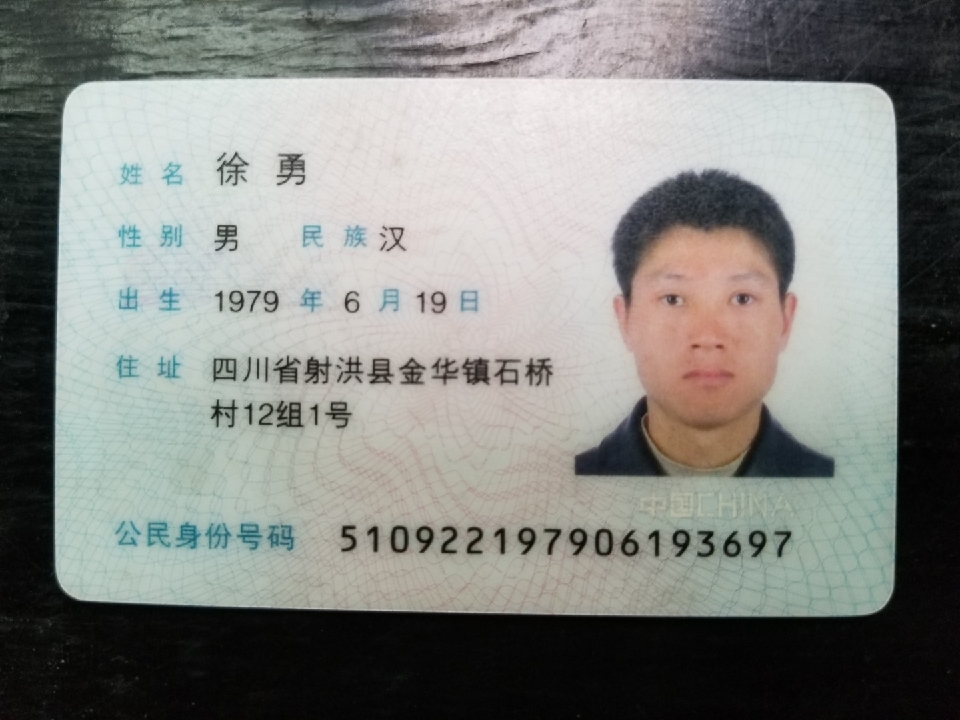 姓名 徐勇
性别 男 民族 汉
出生 1979 年 6 月 19 日
住址 四川省射洪县金华镇石桥
村12组1号
中国CHINA
公民身份号码 510922197906193697